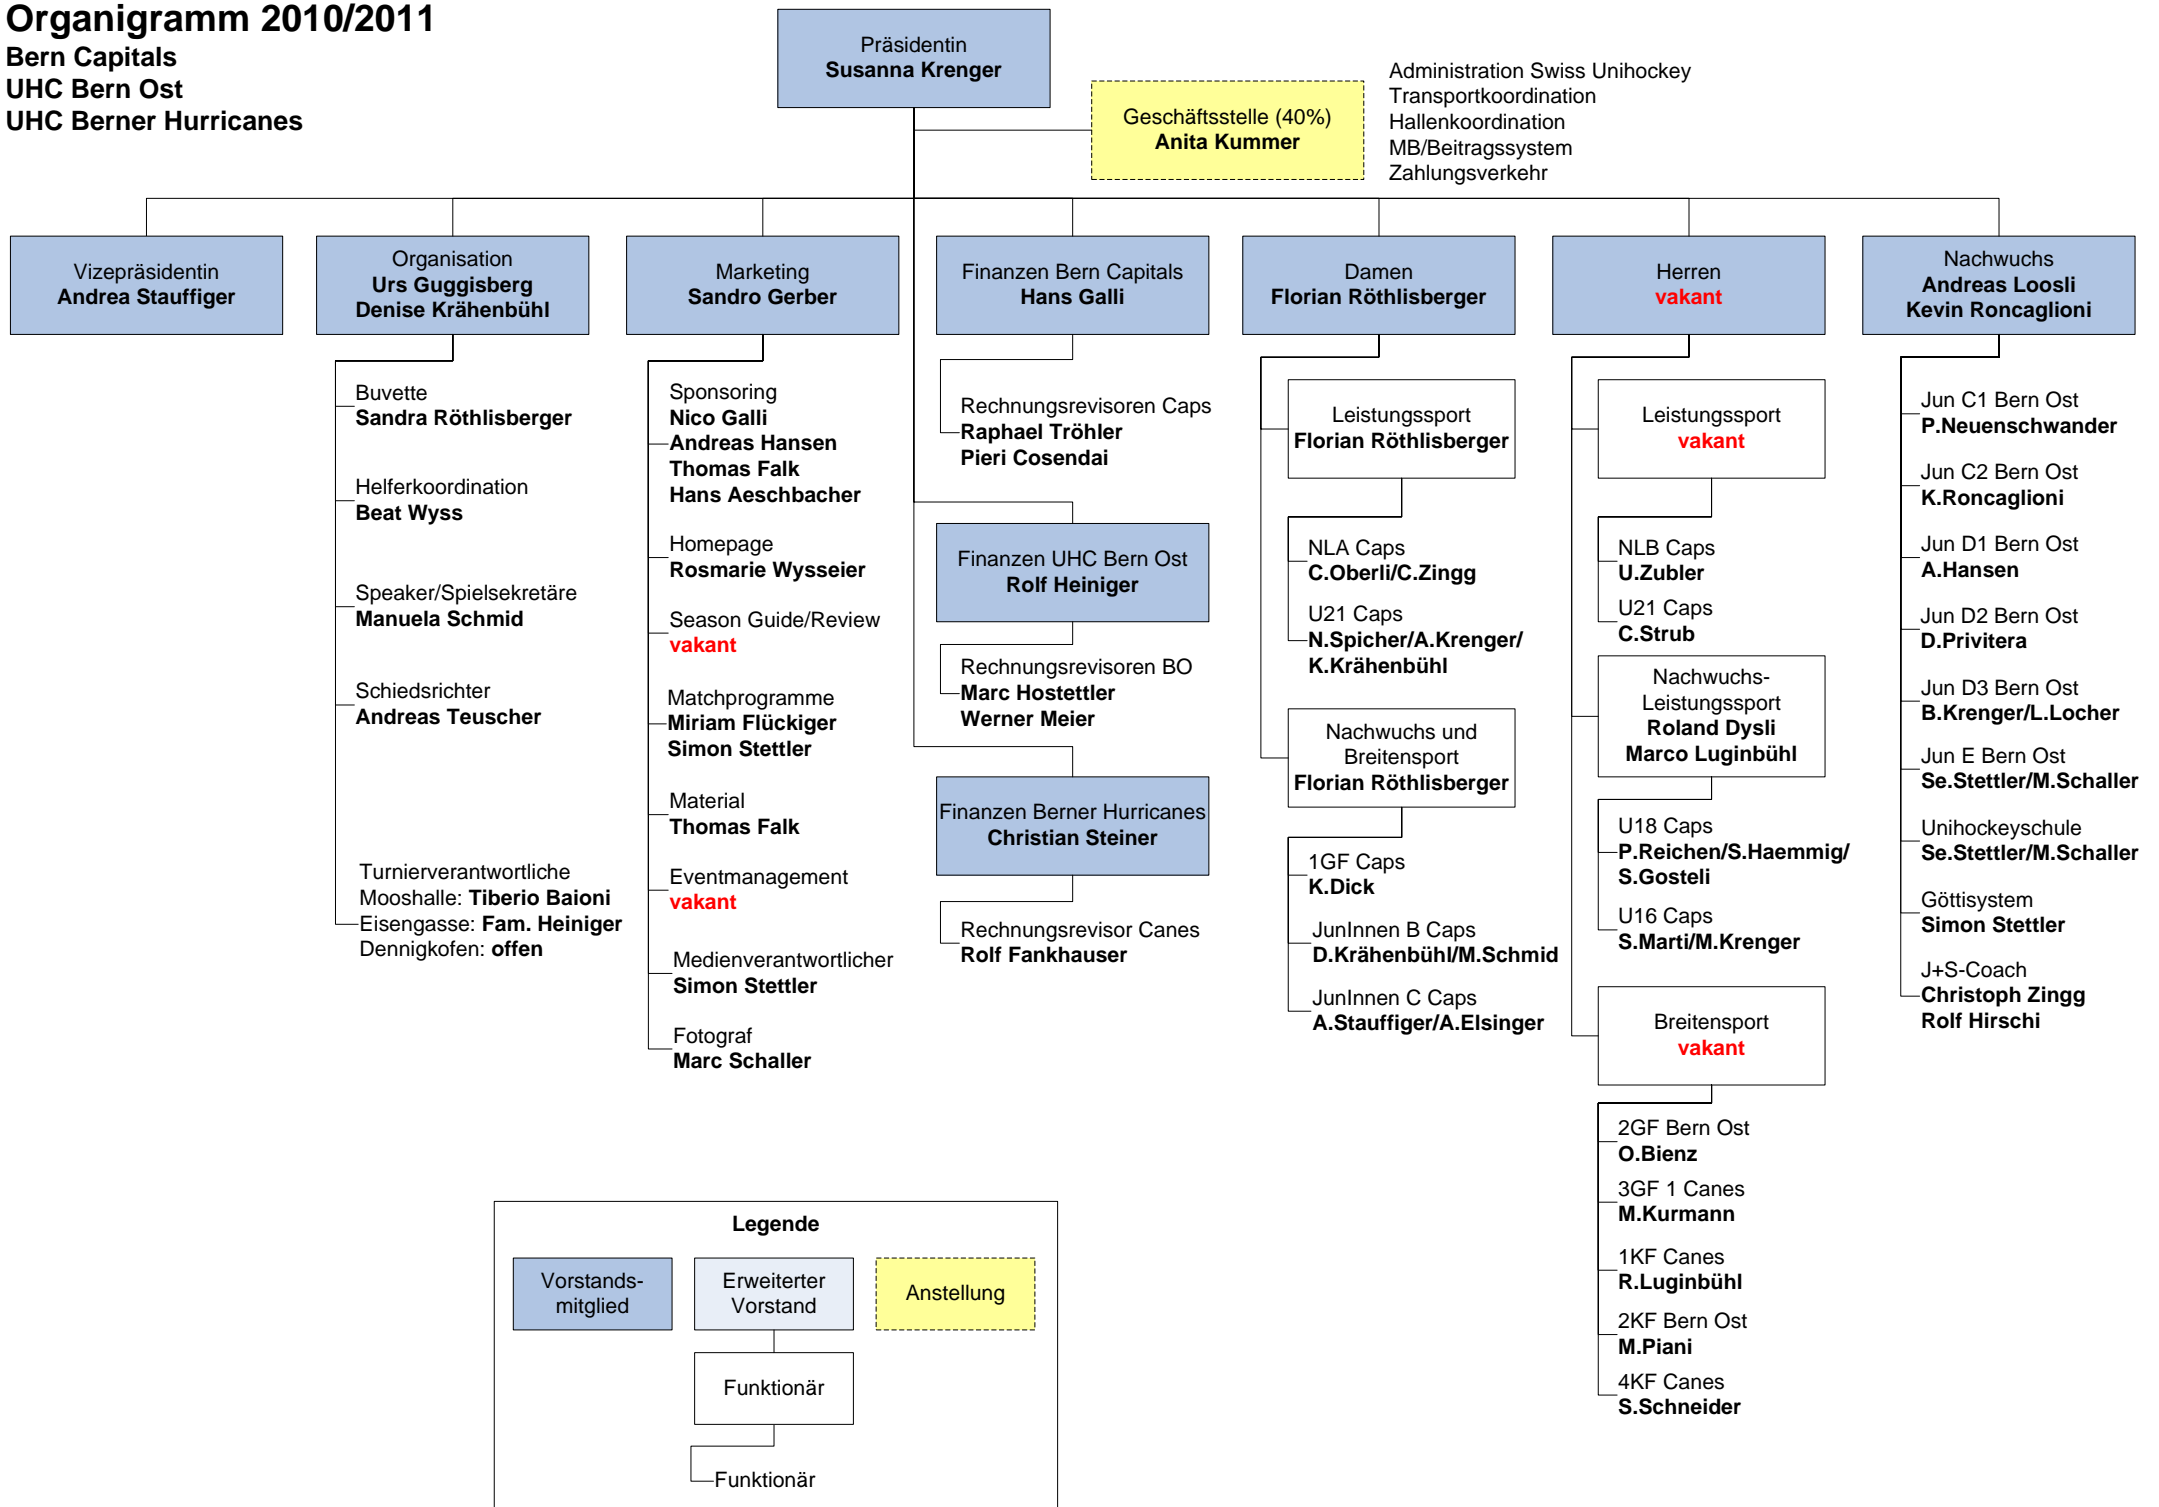 Organigramm 2010/2011
Bern Capitals
UHC Bern Ost
UHC Berner Hurricanes
Präsidentin
Susanna Krenger
Geschäftsstelle (40%)
Anita Kummer
Administration Swiss Unihockey
Transportkoordination
Hallenkoordination
MB/Beitragssystem
Zahlungsverkehr
Vizepräsidentin
Andrea Stauffiger
Organisation
Urs Guggisberg
Denise Krähenbühl
Marketing
Sandro Gerber
Finanzen Bern Capitals
Hans Galli
Damen
Florian Röthlisberger
Herren
vakant
Nachwuchs
Andreas Loosli
Kevin Roncaglioni
Buvette
Sandra Röthlisberger
Helferkoordination
Beat Wyss
Speaker/Spielsekretäre
Manuela Schmid
Schiedsrichter
Andreas Teuscher
Turnierverantwortliche
Mooshalle: Tiberio Baioni
Eisengasse: Fam. Heiniger
Dennigkofen: offen
Sponsoring
Nico Galli
Andreas Hansen
Thomas Falk
Hans Aeschbacher
Homepage
Rosmarie Wysseier
Season Guide/Review
vakant
Matchprogramme
Miriam Flückiger
Simon Stettler
Material
Thomas Falk
Eventmanagement
vakant
Medienverantwortlicher
Simon Stettler
Fotograf
Marc Schaller
Rechnungsrevisoren Caps
Raphael Tröhler
Pieri Cosendai
Finanzen UHC Bern Ost
Rolf Heiniger
Rechnungsrevisoren BO
Marc Hostettler
Werner Meier
Finanzen Berner Hurricanes
Christian Steiner
Rechnungsrevisor Canes
Rolf Fankhauser
Leistungssport
Florian Röthlisberger
NLA Caps
C.Oberli/C.Zingg
U21 Caps
N.Spicher/A.Krenger/
K.Krähenbühl
Nachwuchs und
Breitensport
Florian Röthlisberger
1GF Caps
K.Dick
JunInnen B Caps
D.Krähenbühl/M.Schmid
JunInnen C Caps
A.Stauffiger/A.Elsinger
Leistungssport
vakant
NLB Caps
U.Zubler
U21 Caps
C.Strub
Nachwuchs-
Leistungssport
Roland Dysli
Marco Luginbühl
U18 Caps
P.Reichen/S.Haemmig/
S.Gosteli
U16 Caps
S.Marti/M.Krenger
Breitensport
vakant
2GF Bern Ost
O.Bienz
3GF 1 Canes
M.Kurmann
1KF Canes
R.Luginbühl
2KF Bern Ost
M.Piani
4KF Canes
S.Schneider
Jun C1 Bern Ost
P.Neuenschwander
Jun C2 Bern Ost
K.Roncaglioni
Jun D1 Bern Ost
A.Hansen
Jun D2 Bern Ost
D.Privitera
Jun D3 Bern Ost
B.Krenger/L.Locher
Jun E Bern Ost
Se.Stettler/M.Schaller
Unihockeyschule
Se.Stettler/M.Schaller
Göttisystem
Simon Stettler
J+S-Coach
Christoph Zingg
Rolf Hirschi
Legende
Vorstands-
mitglied
Erweiterter
Vorstand
Anstellung
Funktionär
Funktionär